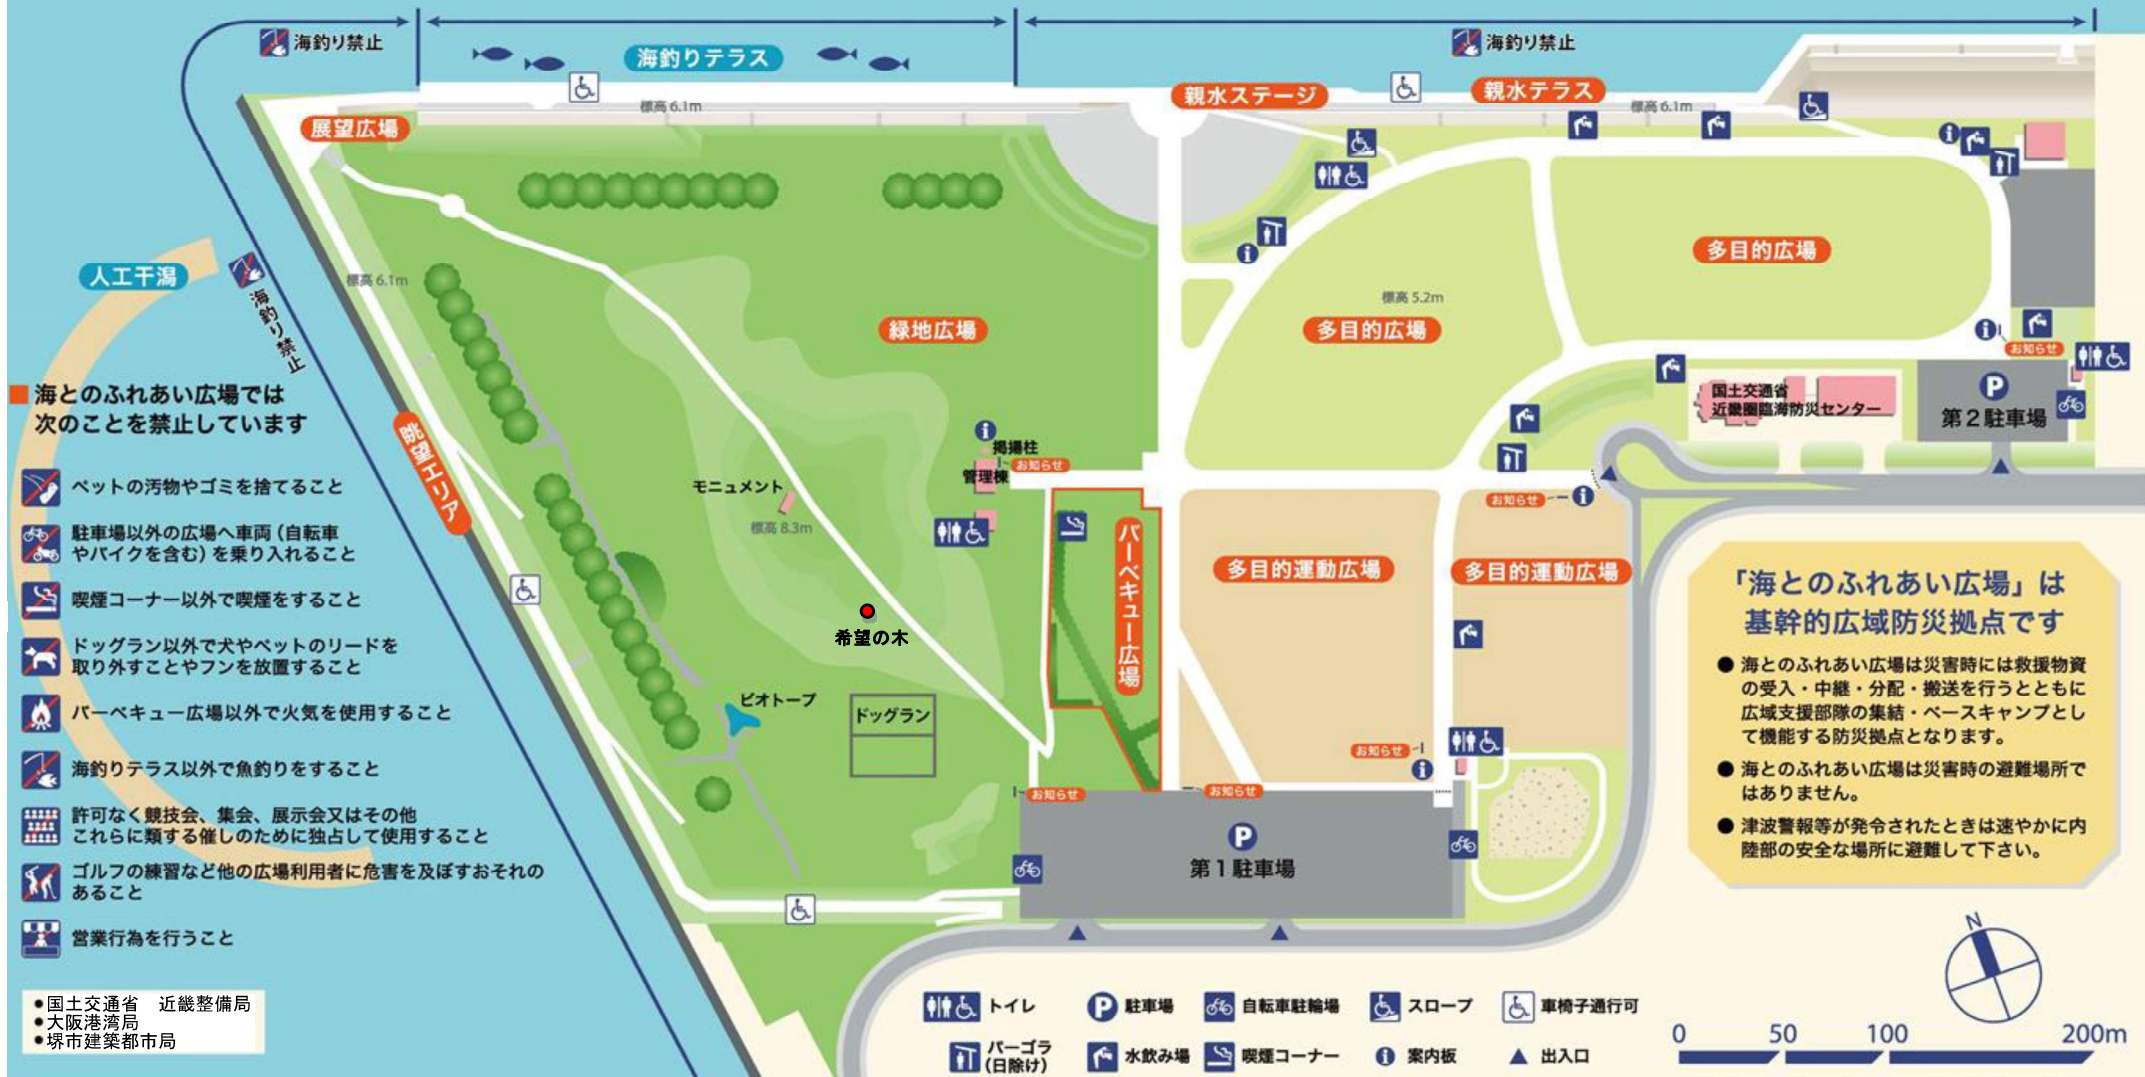 海釣り禁止
海釣りテラス
海釣り禁止
標高 6.1m
親水ステージ
親水テラス
標高 6.1m
展望広場
人工干潟
海釣り禁止
標高 6.1m
多目的広場
標高 5.2m
緑地広場
多目的広場
お知らせ
国土交通省
近畿圏臨海防災センター
P
第2駐車場
眺望エリア
掲揚柱
お知らせ
管理棟
モニュメント
標高 8.3m
お知らせ
バーベキュー広場
多目的運動広場
多目的運動広場
希望の木
ビオトープ
ドッグラン
お知らせ
お知らせ
お知らせ
P
第1駐車場
■海とのふれあい広場では
次のことを禁止しています
ペットの汚物やゴミを捨てること
駐車場以外の広場へ車両（自転車
やバイクを含む）を乗り入れること
喫煙コーナー以外で喫煙をすること
ドッグラン以外で犬やペットのリードを
取り外すことやフンを放置すること
バーベキュー広場以外で火気を使用すること
海釣りテラス以外で魚釣りをすること
許可なく競技会、集会、展示会又はその他
これらに類する催しのために独占して使用すること
ゴルフの練習など他の広場利用者に危害を及ぼすおそれの
あること
営業行為を行うこと
●国土交通省　近畿整備局
●大阪港湾局
●堺市建築都市局
「海とのふれあい広場」は
基幹的広域防災拠点です
●海とのふれあい広場は災害時には救援物資
の受入・中継・分配・搬送を行うとともに
広域支援部隊の集結・ベースキャンプとし
て機能する防災拠点となります。
●海とのふれあい広場は災害時の避難場所で
はありません。
●津波警報等が発令されたときは速やかに内
陸部の安全な場所に避難して下さい。
N
トイレ
P 駐車場
自転車駐輪場
スロープ
車椅子通行可
パーゴラ
（日除け）
水飲み場
喫煙コーナー
i 案内板
▲ 出入口
0 50 100 200m